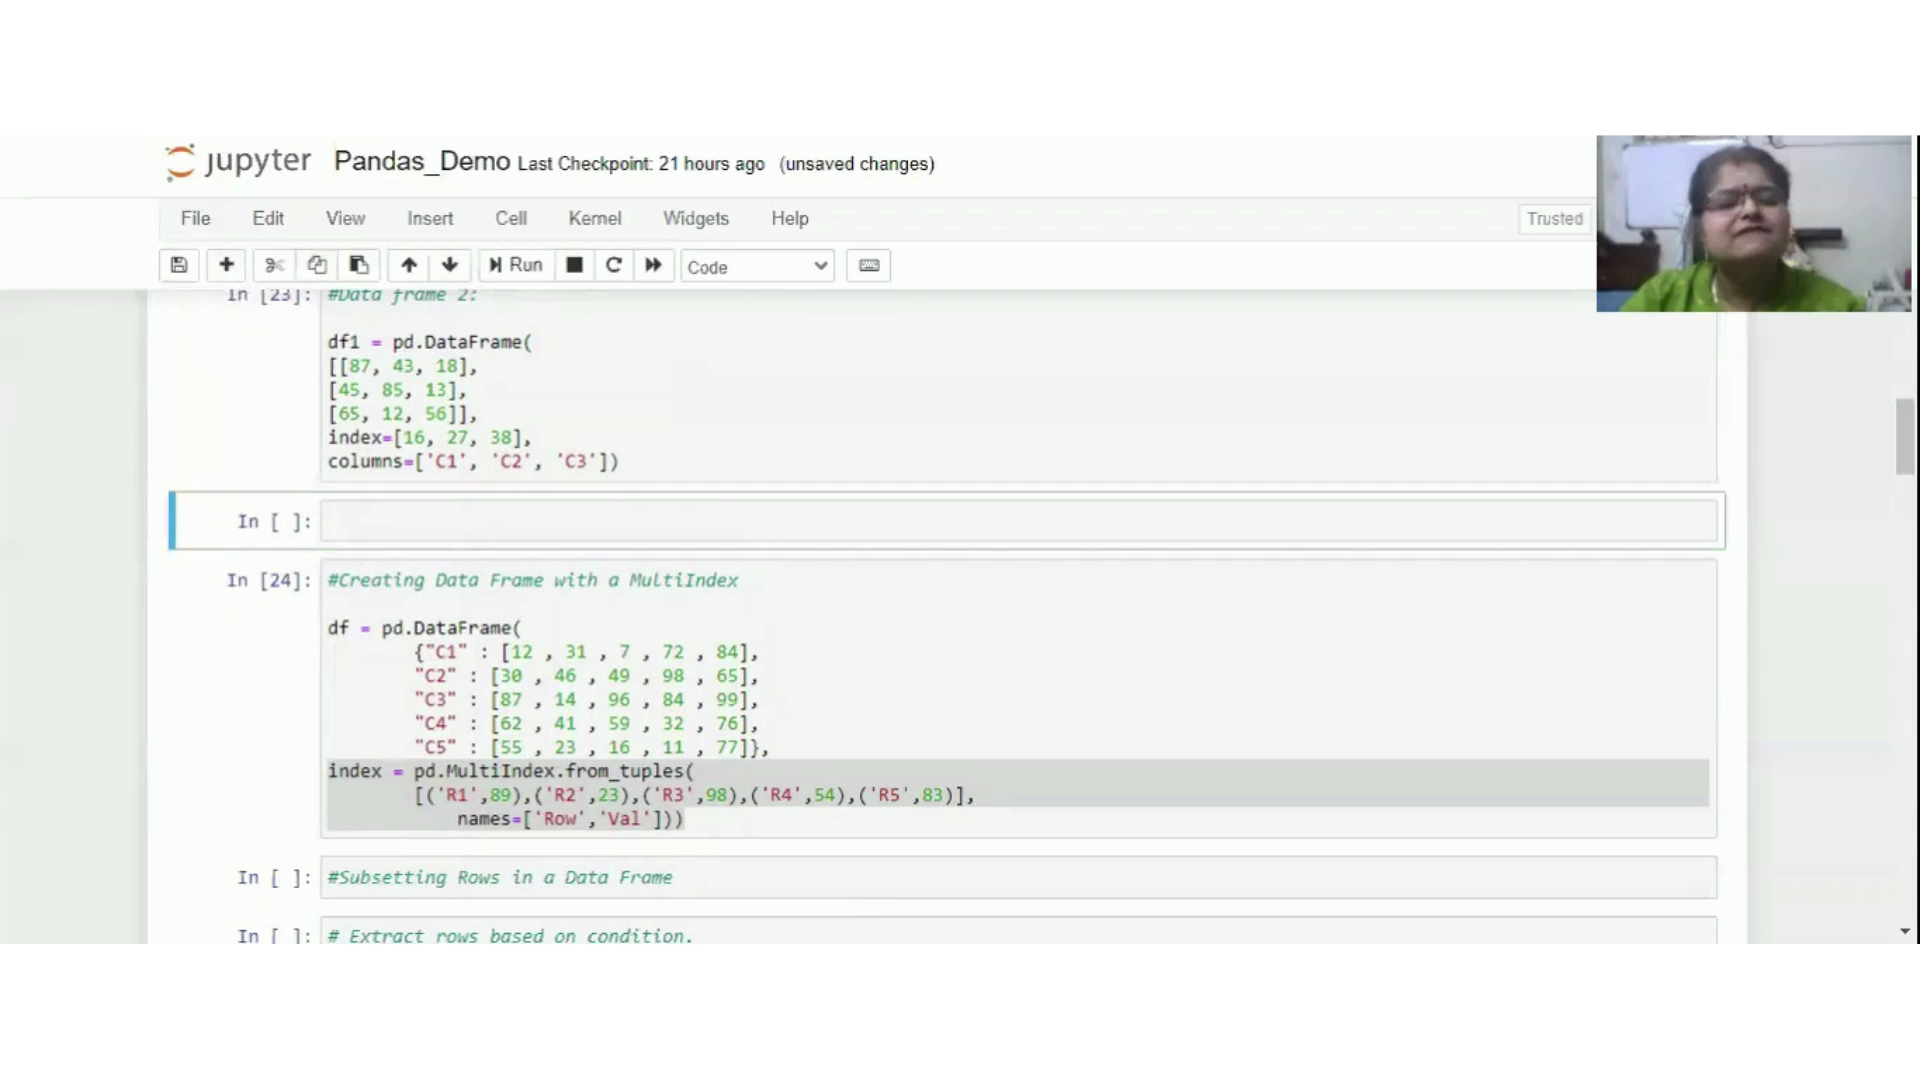 jupyter Pandas_Demo Last Checkpoint: 21 hours ago (unsaved changes)
File Edit View Insert Cell Kernel Widgets Help Trusted
Run Code
In [23]: #Data frame 2:
df1 = pd.DataFrame(
[[87, 43, 18],
[45, 85, 13],
[65, 12, 56]],
index=[16, 27, 38],
columns=['C1', 'C2', 'C3'])
In [ ]:
In [24]: #Creating Data Frame with a MultiIndex
df = pd.DataFrame(
{"C1" : [12 , 31 , 7 , 72 , 84],
"C2" : [30 , 46 , 49 , 98 , 65],
"C3" : [87 , 14 , 96 , 84 , 99],
"C4" : [62 , 41 , 59 , 32 , 76],
"C5" : [55 , 23 , 16 , 11 , 77]},
index = pd.MultiIndex.from_tuples(
[('R1',89),('R2',23),('R3',98),('R4',54),('R5',83)],
names=['Row','Val']))
In [ ]: #Subsetting Rows in a Data Frame
In [ ]: # Extract rows based on condition.